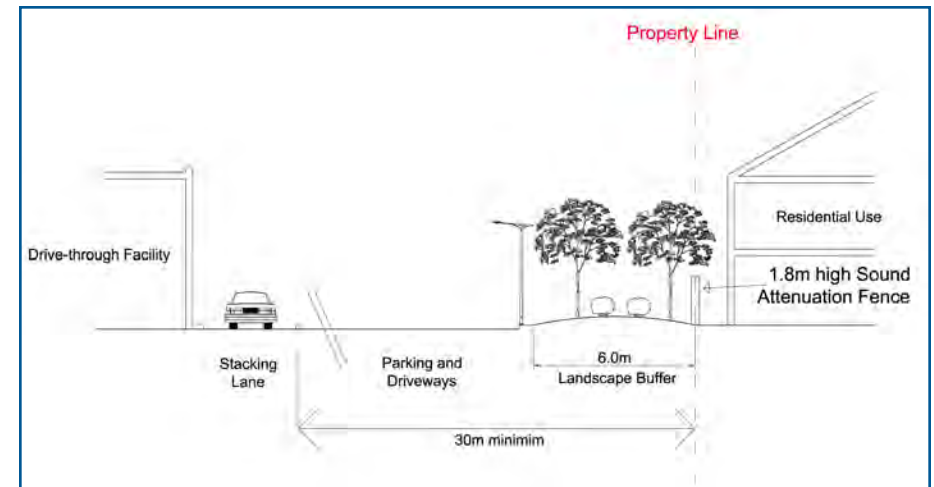 Property Line
Residential Use
Drive-through Facility
1.8m high Sound
Attenuation Fence
Stacking
Lane
Parking and
Driveways
6.0m
Landscape Buffer
30m minimim